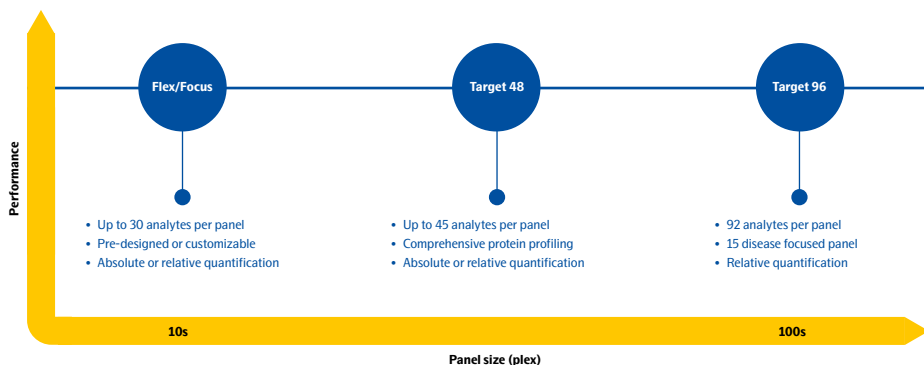 Flex/Focus
Target 48
Target 96
Performance
• Up to 30 analytes per panel
• Pre-designed or customizable
• Absolute or relative quantification
• Up to 45 analytes per panel
• Comprehensive protein profiling
• Absolute or relative quantification
• 92 analytes per panel
• 15 disease focused panel
• Relative quantification
10s
100s
Panel size (plex)